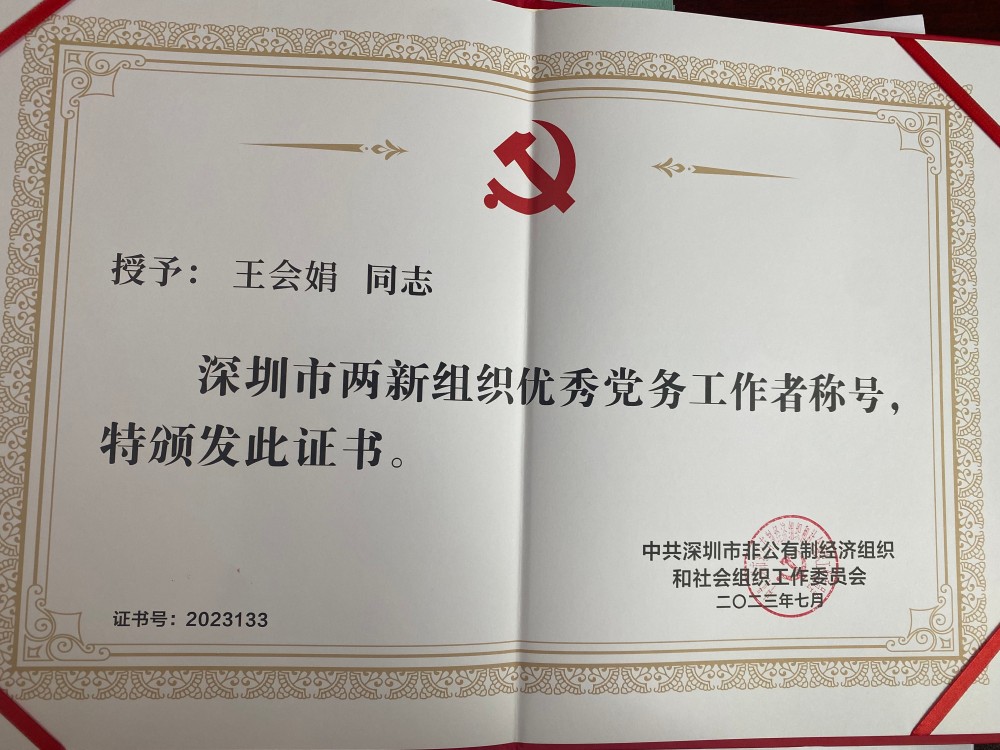 授予： 王会娟 同志
深圳市两新组织优秀党务工作者称号，
特颁发此证书。
中共深圳市非公有制经济组织
和社会组织工作委员会
二〇二三年七月
证书号：2023133